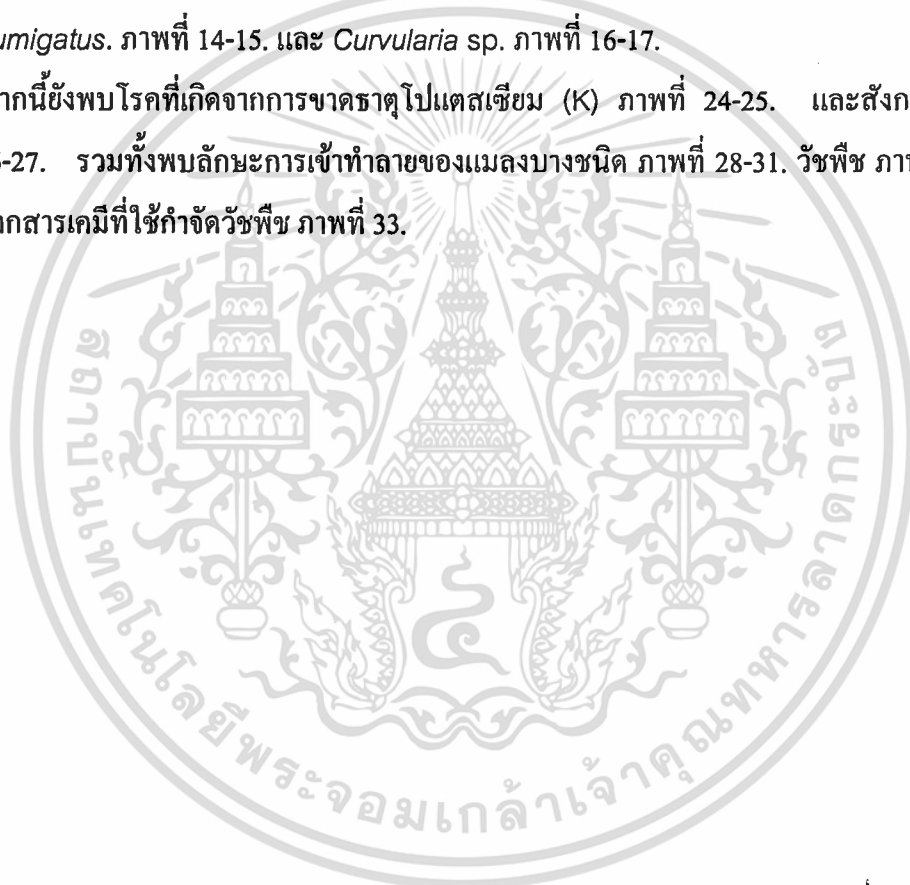 umigatus. ภาพที่ 14-15. และ Curvularia sp. ภาพที่ 16-17.
ากนี้ยังพบโรคที่เกิดจากการขาดธาตุโปแตสเซียม (K) ภาพที่ 24-25. และสังก
-27. รวมทั้งพบลักษะการเข้าทำลายของแมลงบางชนิด ภาพที่ 28-31. วัชพืช ภา
กสารเคมีที่ใช้กำจัดวัชพืช ภาพที่ 33.
สถาบันเทคโนโลยีพระจอมเกล้าเจ้าคุณทหารลาดกระบัง